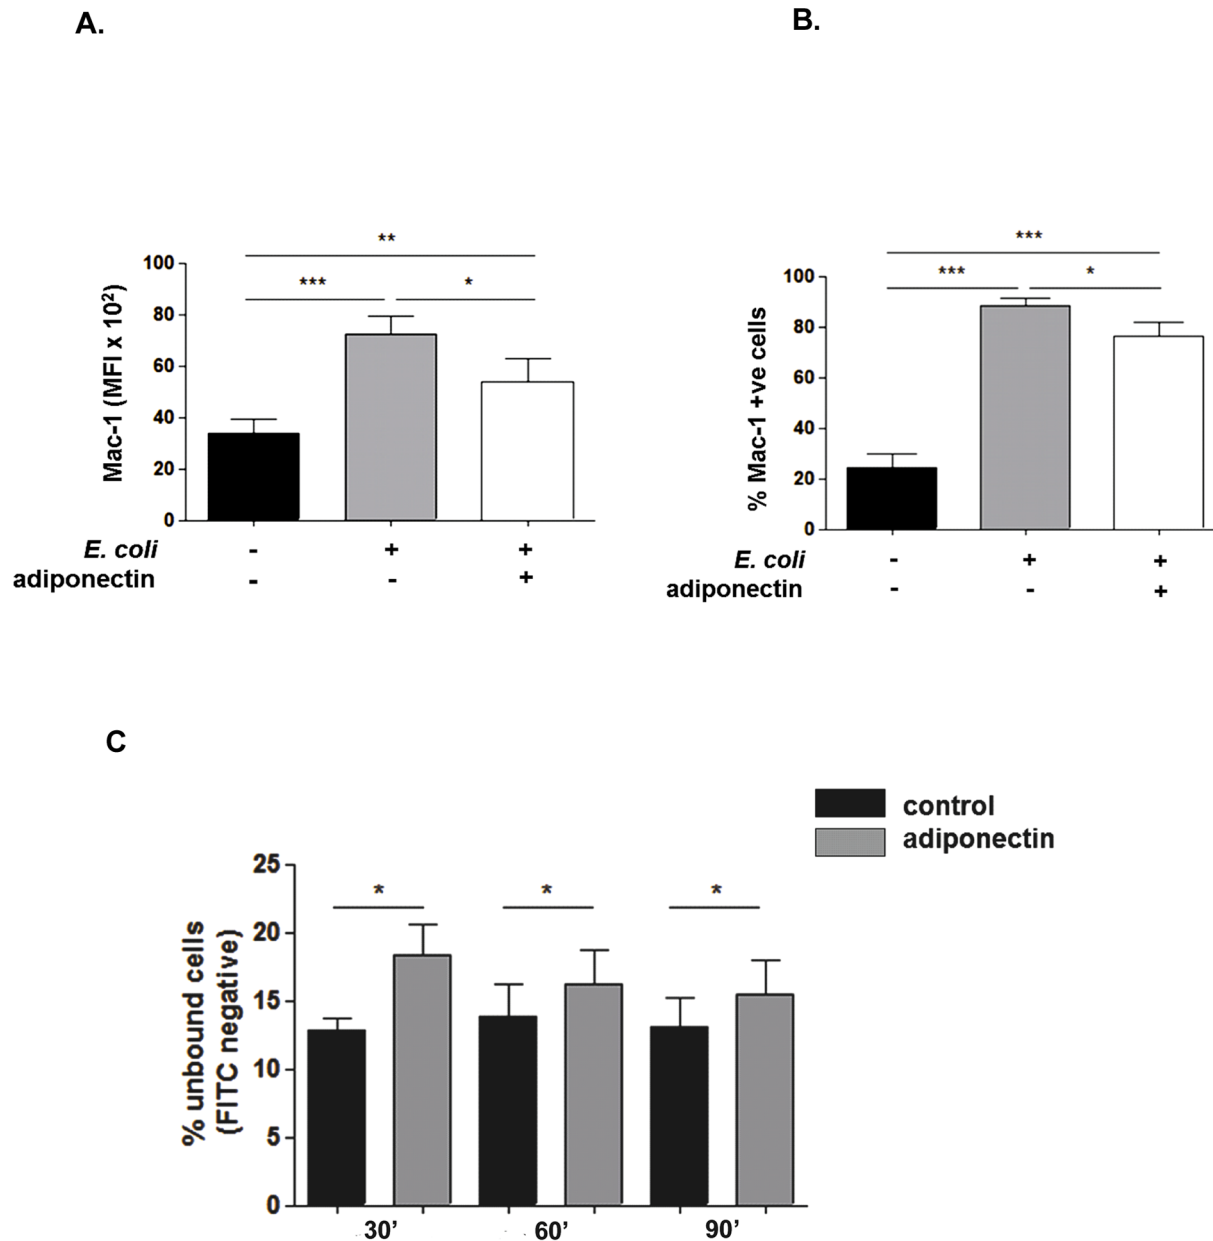 A.
B.
**
***
*
Mac-1 (MFI x 10²)
100
80
60
40
20
0
E. coli - + +
adiponectin - - +
***
***
*
% Mac-1 +ve cells
100
80
60
40
20
0
E. coli - + +
adiponectin - - +
C
control
adiponectin
% unbound cells
(FITC negative)
25
20
15
10
5
0
* * *
30’ 60’ 90’